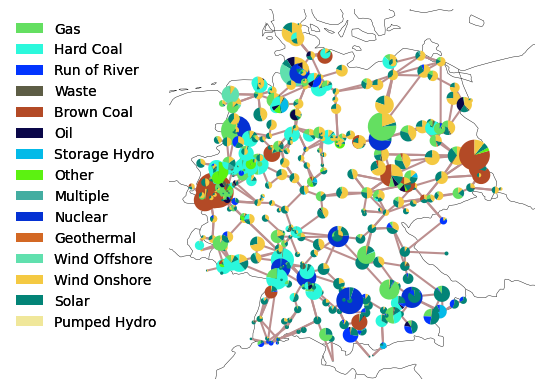 Gas
Hard Coal
Run of River
Waste
Brown Coal
Oil
Storage Hydro
Other
Multiple
Nuclear
Geothermal
Wind Offshore
Wind Onshore
Solar
Pumped Hydro